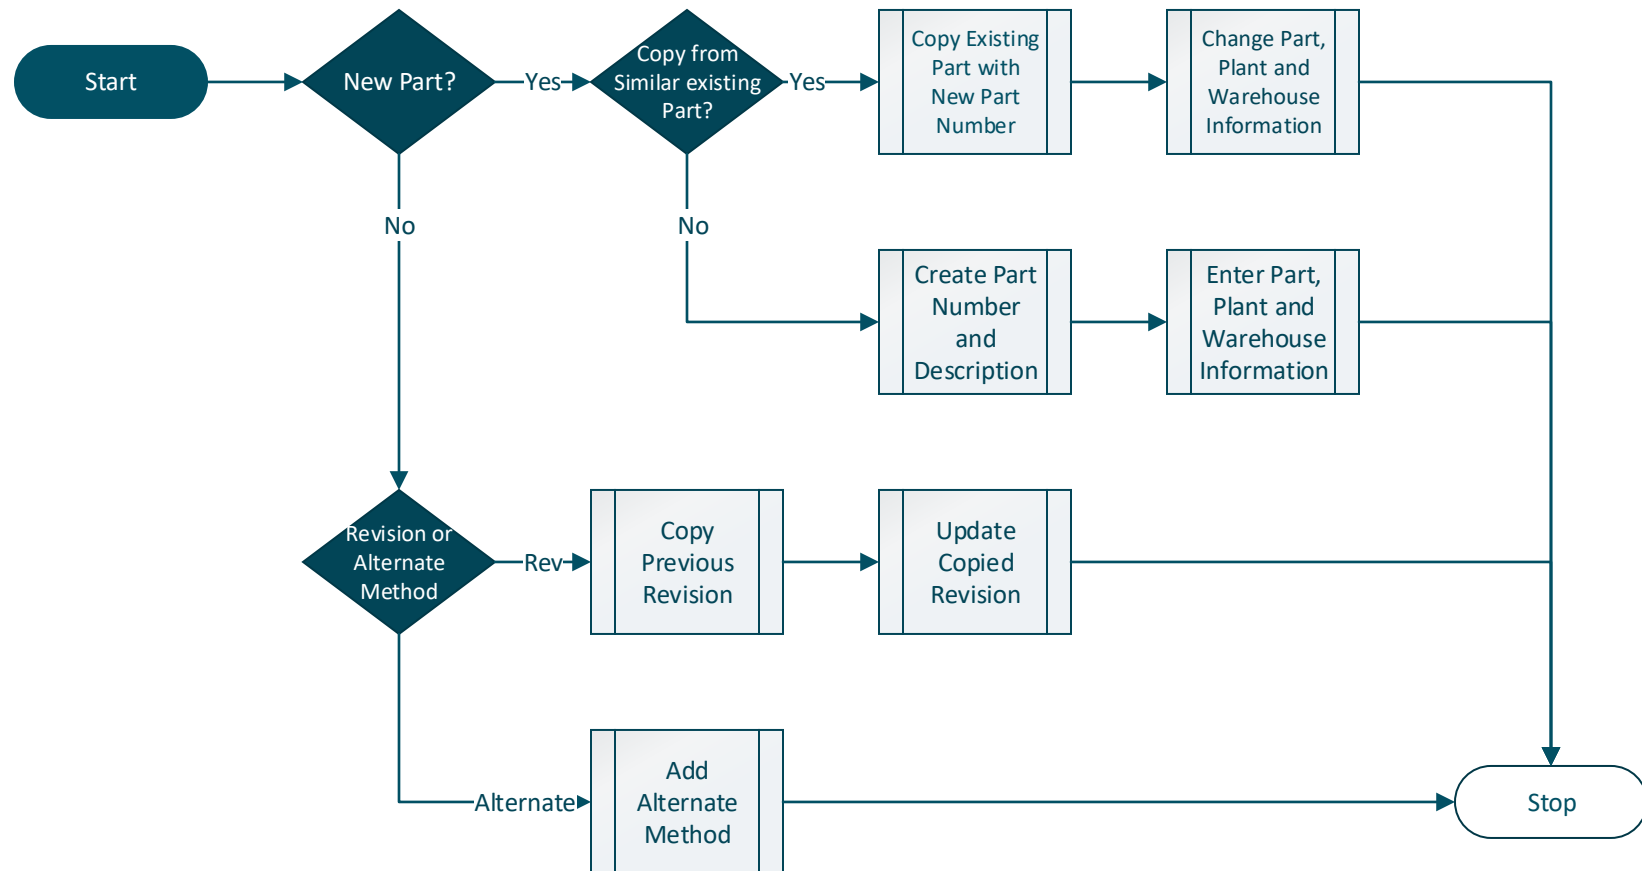 Start
New Part?
Yes
Copy from
Similar existing
Part?
Yes
Copy Existing
Part with
New Part
Number
Change Part,
Plant and
Warehouse
Information
No
No
Create Part
Number
and
Description
Enter Part,
Plant and
Warehouse
Information
Revision or
Alternate
Method
Rev
Copy
Previous
Revision
Update
Copied
Revision
Alternate
Add
Alternate
Method
Stop